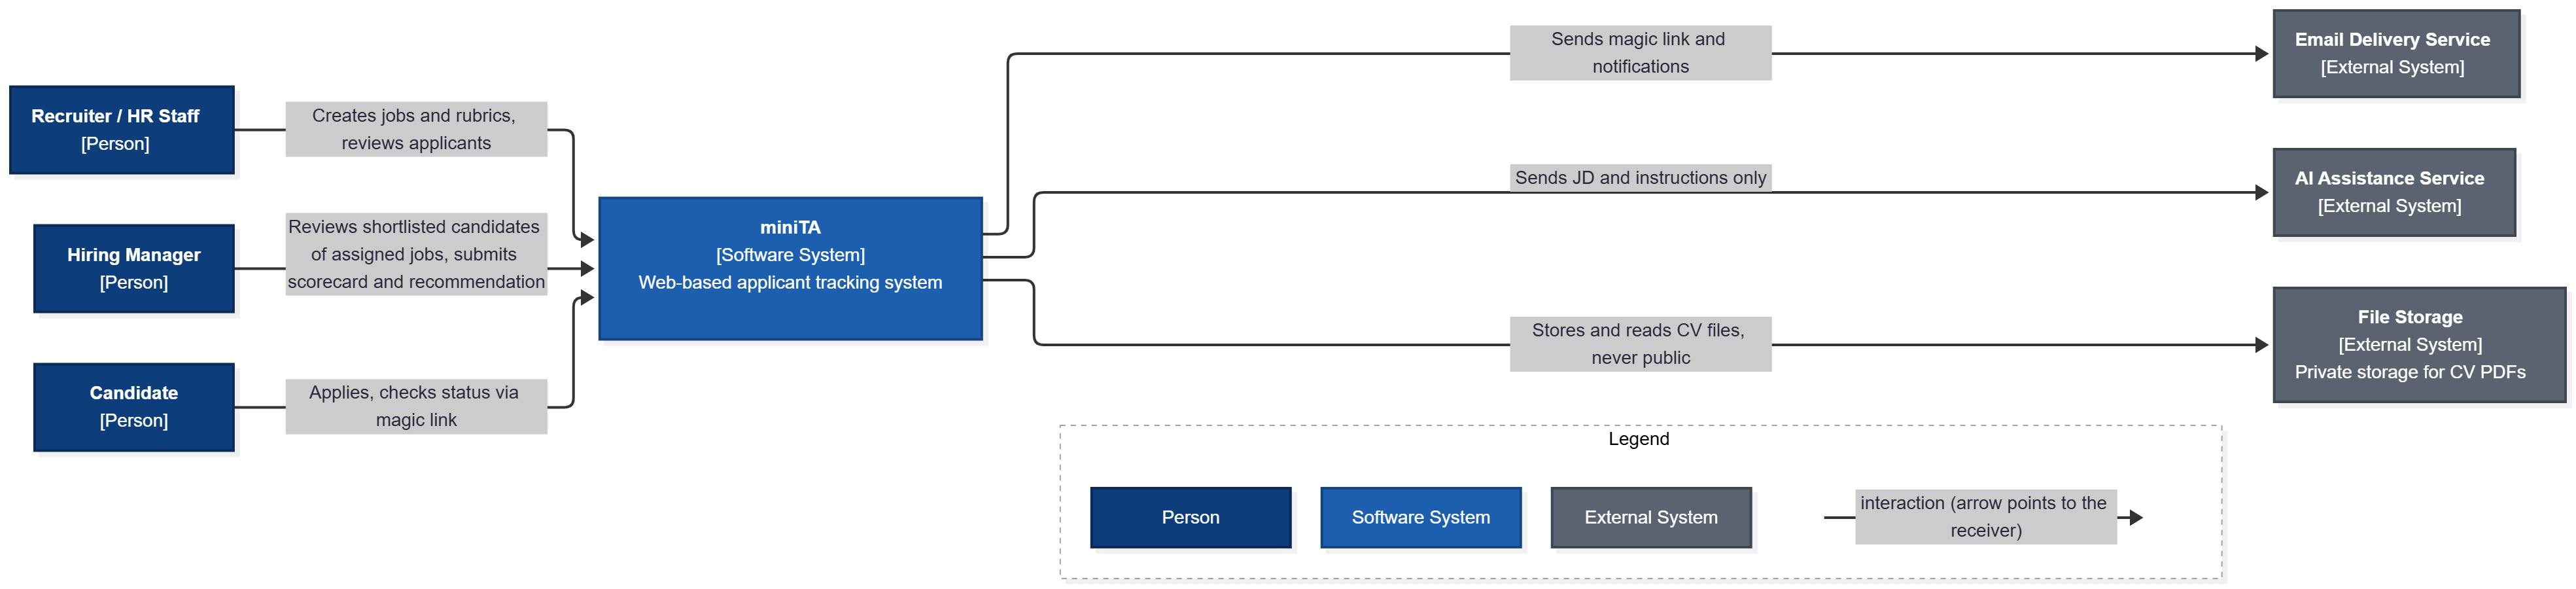 Recruiter / HR Staff
[Person]
Creates jobs and rubrics,
reviews applicants
Hiring Manager
[Person]
Reviews shortlisted candidates
of assigned jobs, submits
scorecard and recommendation
Candidate
[Person]
Applies, checks status via
magic link
miniTA
[Software System]
Web-based applicant tracking system
Sends magic link and
notifications
Email Delivery Service
[External System]
Sends JD and instructions only
AI Assistance Service
[External System]
Stores and reads CV files,
never public
File Storage
[External System]
Private storage for CV PDFs
Legend
Person
Software System
External System
interaction (arrow points to the
receiver)